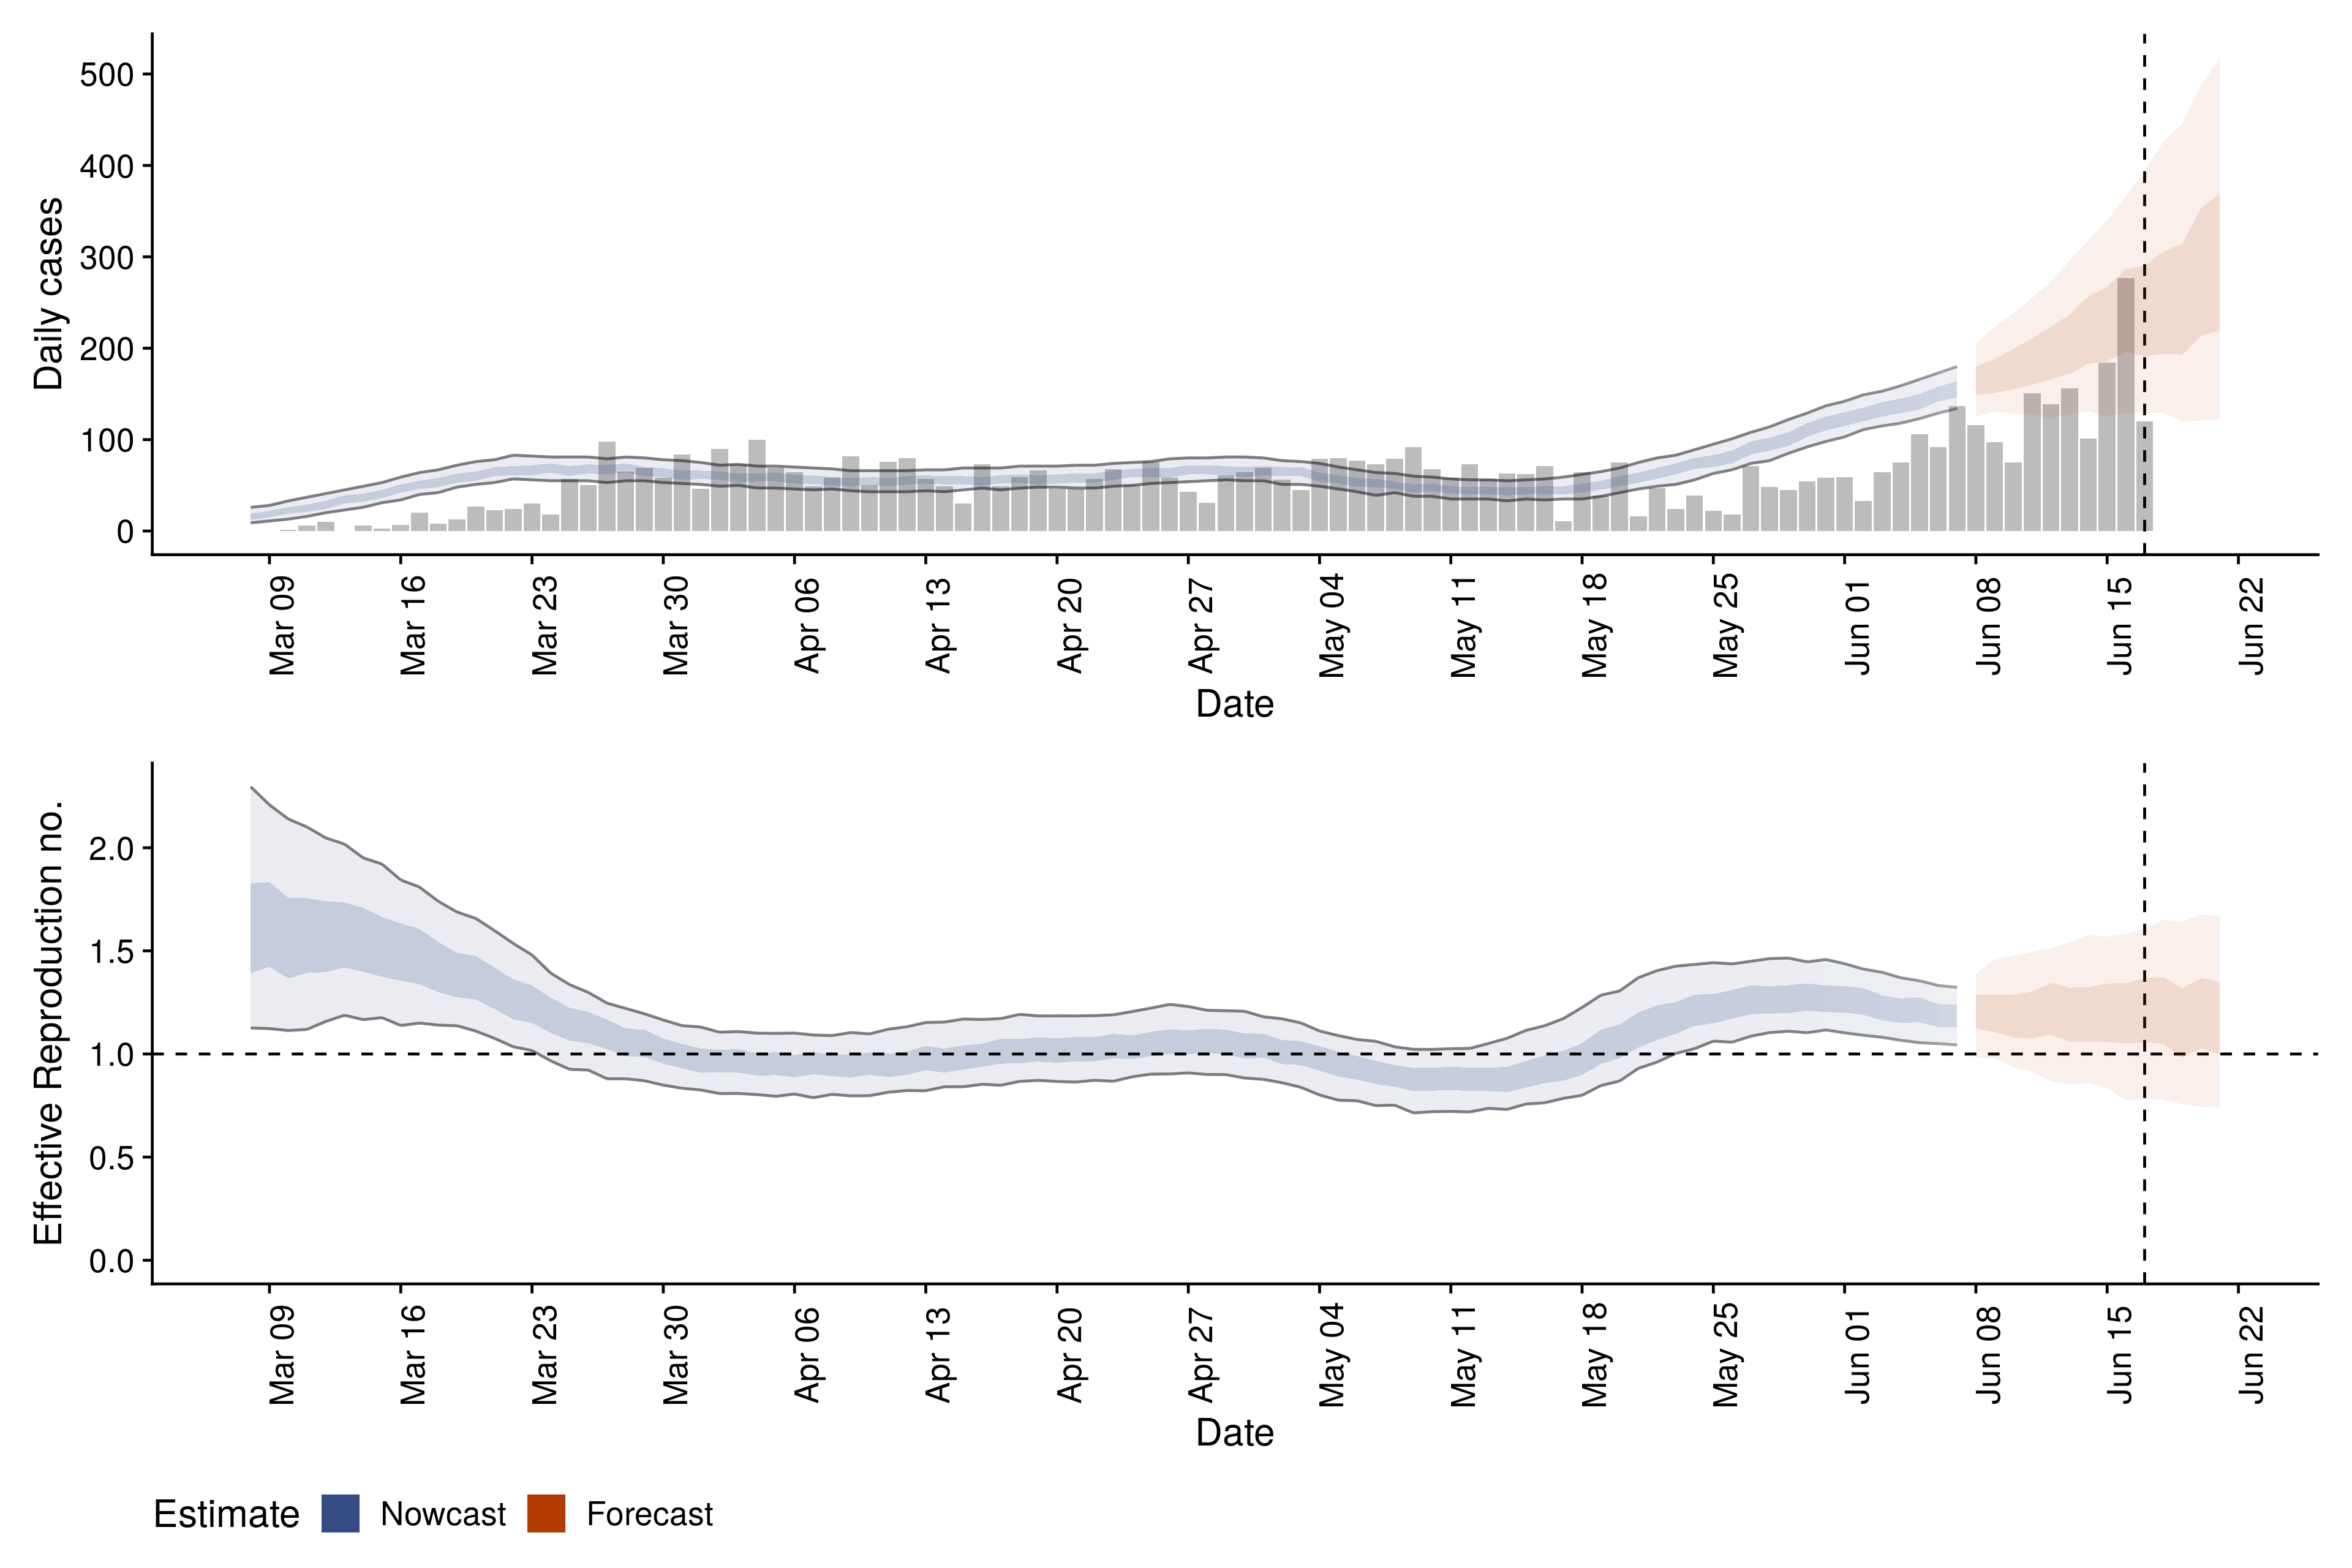 500
400
300
200
100
0
Daily cases
Mar 09
Mar 16
Mar 23
Mar 30
Apr 06
Apr 13
Apr 20
Apr 27
May 04
May 11
May 18
May 25
Jun 01
Jun 08
Jun 15
Jun 22
Date
2.0
1.5
1.0
0.5
0.0
Effective Reproduction no.
Mar 09
Mar 16
Mar 23
Mar 30
Apr 06
Apr 13
Apr 20
Apr 27
May 04
May 11
May 18
May 25
Jun 01
Jun 08
Jun 15
Jun 22
Date
Estimate Nowcast Forecast